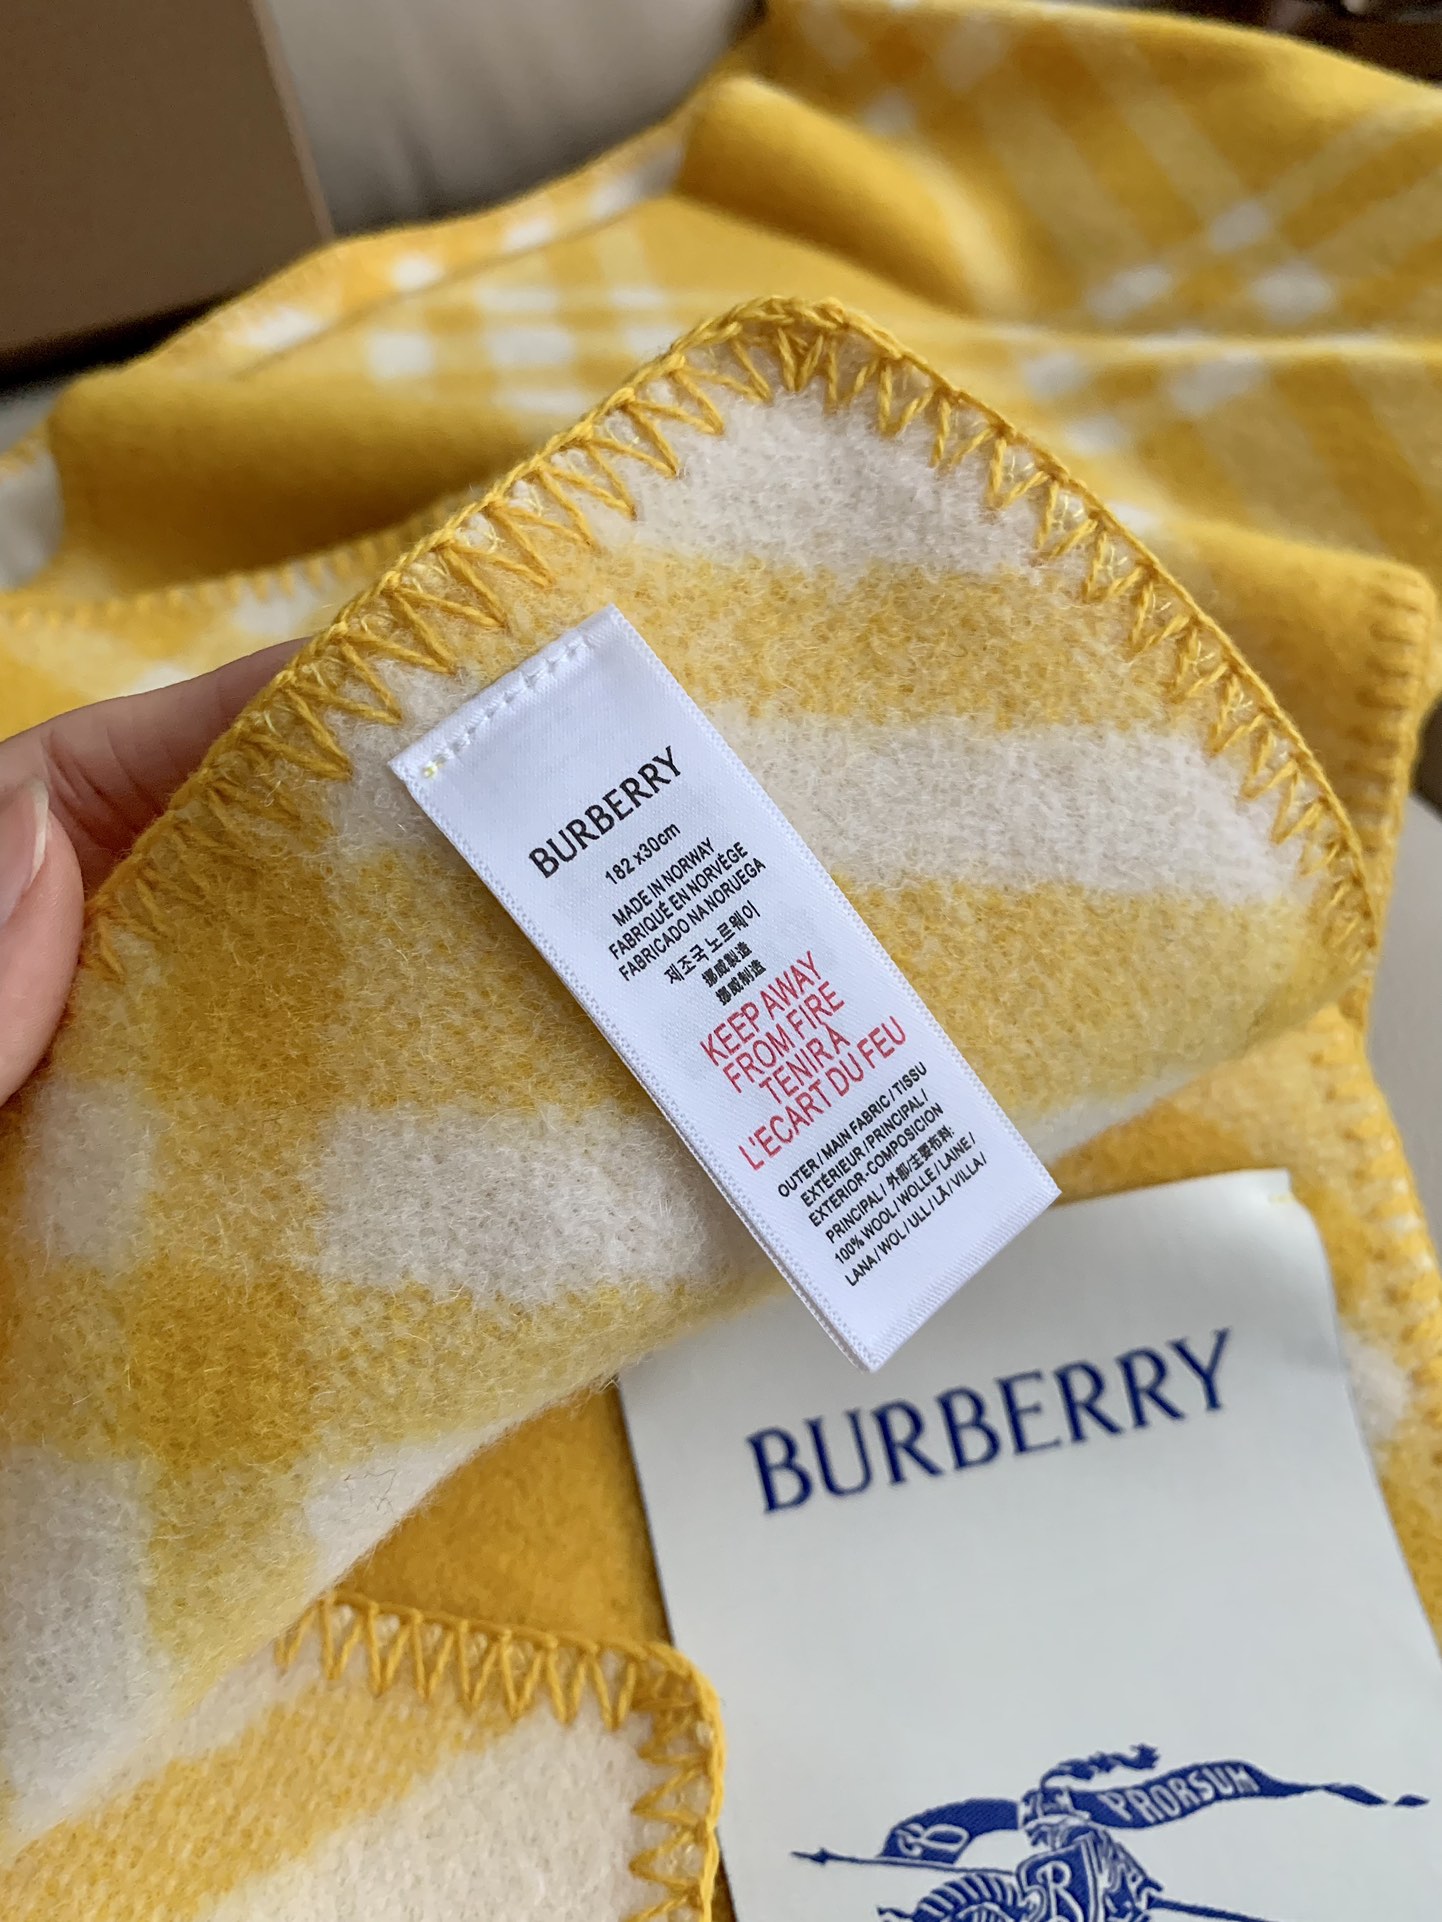 BURBERRY
182 x30cm
MADE IN NORWAY
FABRIQUÉ EN NORVÉGE
FABRICADO NA NORUEGA
제조국 노르웨이
挪威製造
挪威制造
KEEP AWAY
FROM FIRE
TENIR À
L'ECART DU FEU
OUTER / MAIN FABRIC / TISSU
EXTÉRIEUR / PRINCIPAL /
EXTERIOR-COMPOSICION
PRINCIPAL / 外部/主要布料:
100% WOOL / WOLLE / LAINE /
LANA / WOL / ULL / LÃ / VILLA /
BURBERRY
PRORSUM